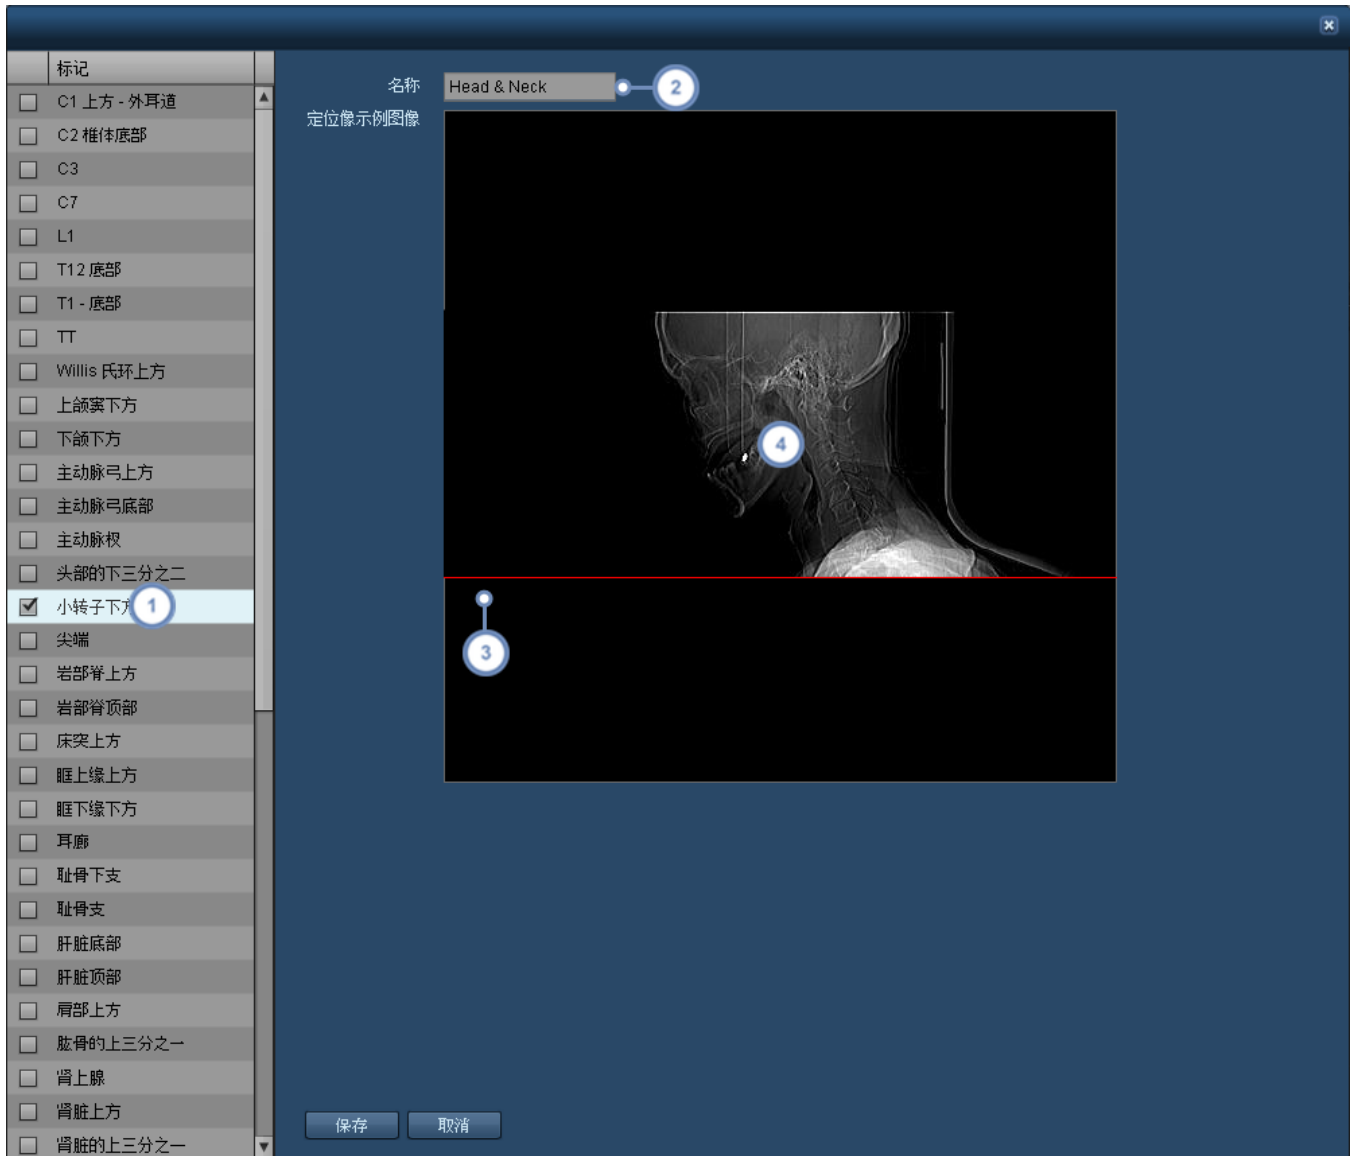 标记
C1 上方 - 外耳道
C2 椎体底部
C3
C7
L1
T12 底部
T1 - 底部
TT
Willis 氏环上方
上颌窦下方
下颌下方
主动脉弓上方
主动脉弓底部
主动脉杈
头部的下三分之二
小转子下方 1
尖端
岩部脊上方
岩部脊顶部
床突上方
眶上缘上方
眶下缘下方
耳廓
耻骨下支
耻骨支
肝脏底部
肝脏顶部
肩部上方
肱骨的上三分之一
肾上腺
肾脏上方
肾脏的上三分之一
名称 Head & Neck 2
定位像示例图像
4
3
保存 取消